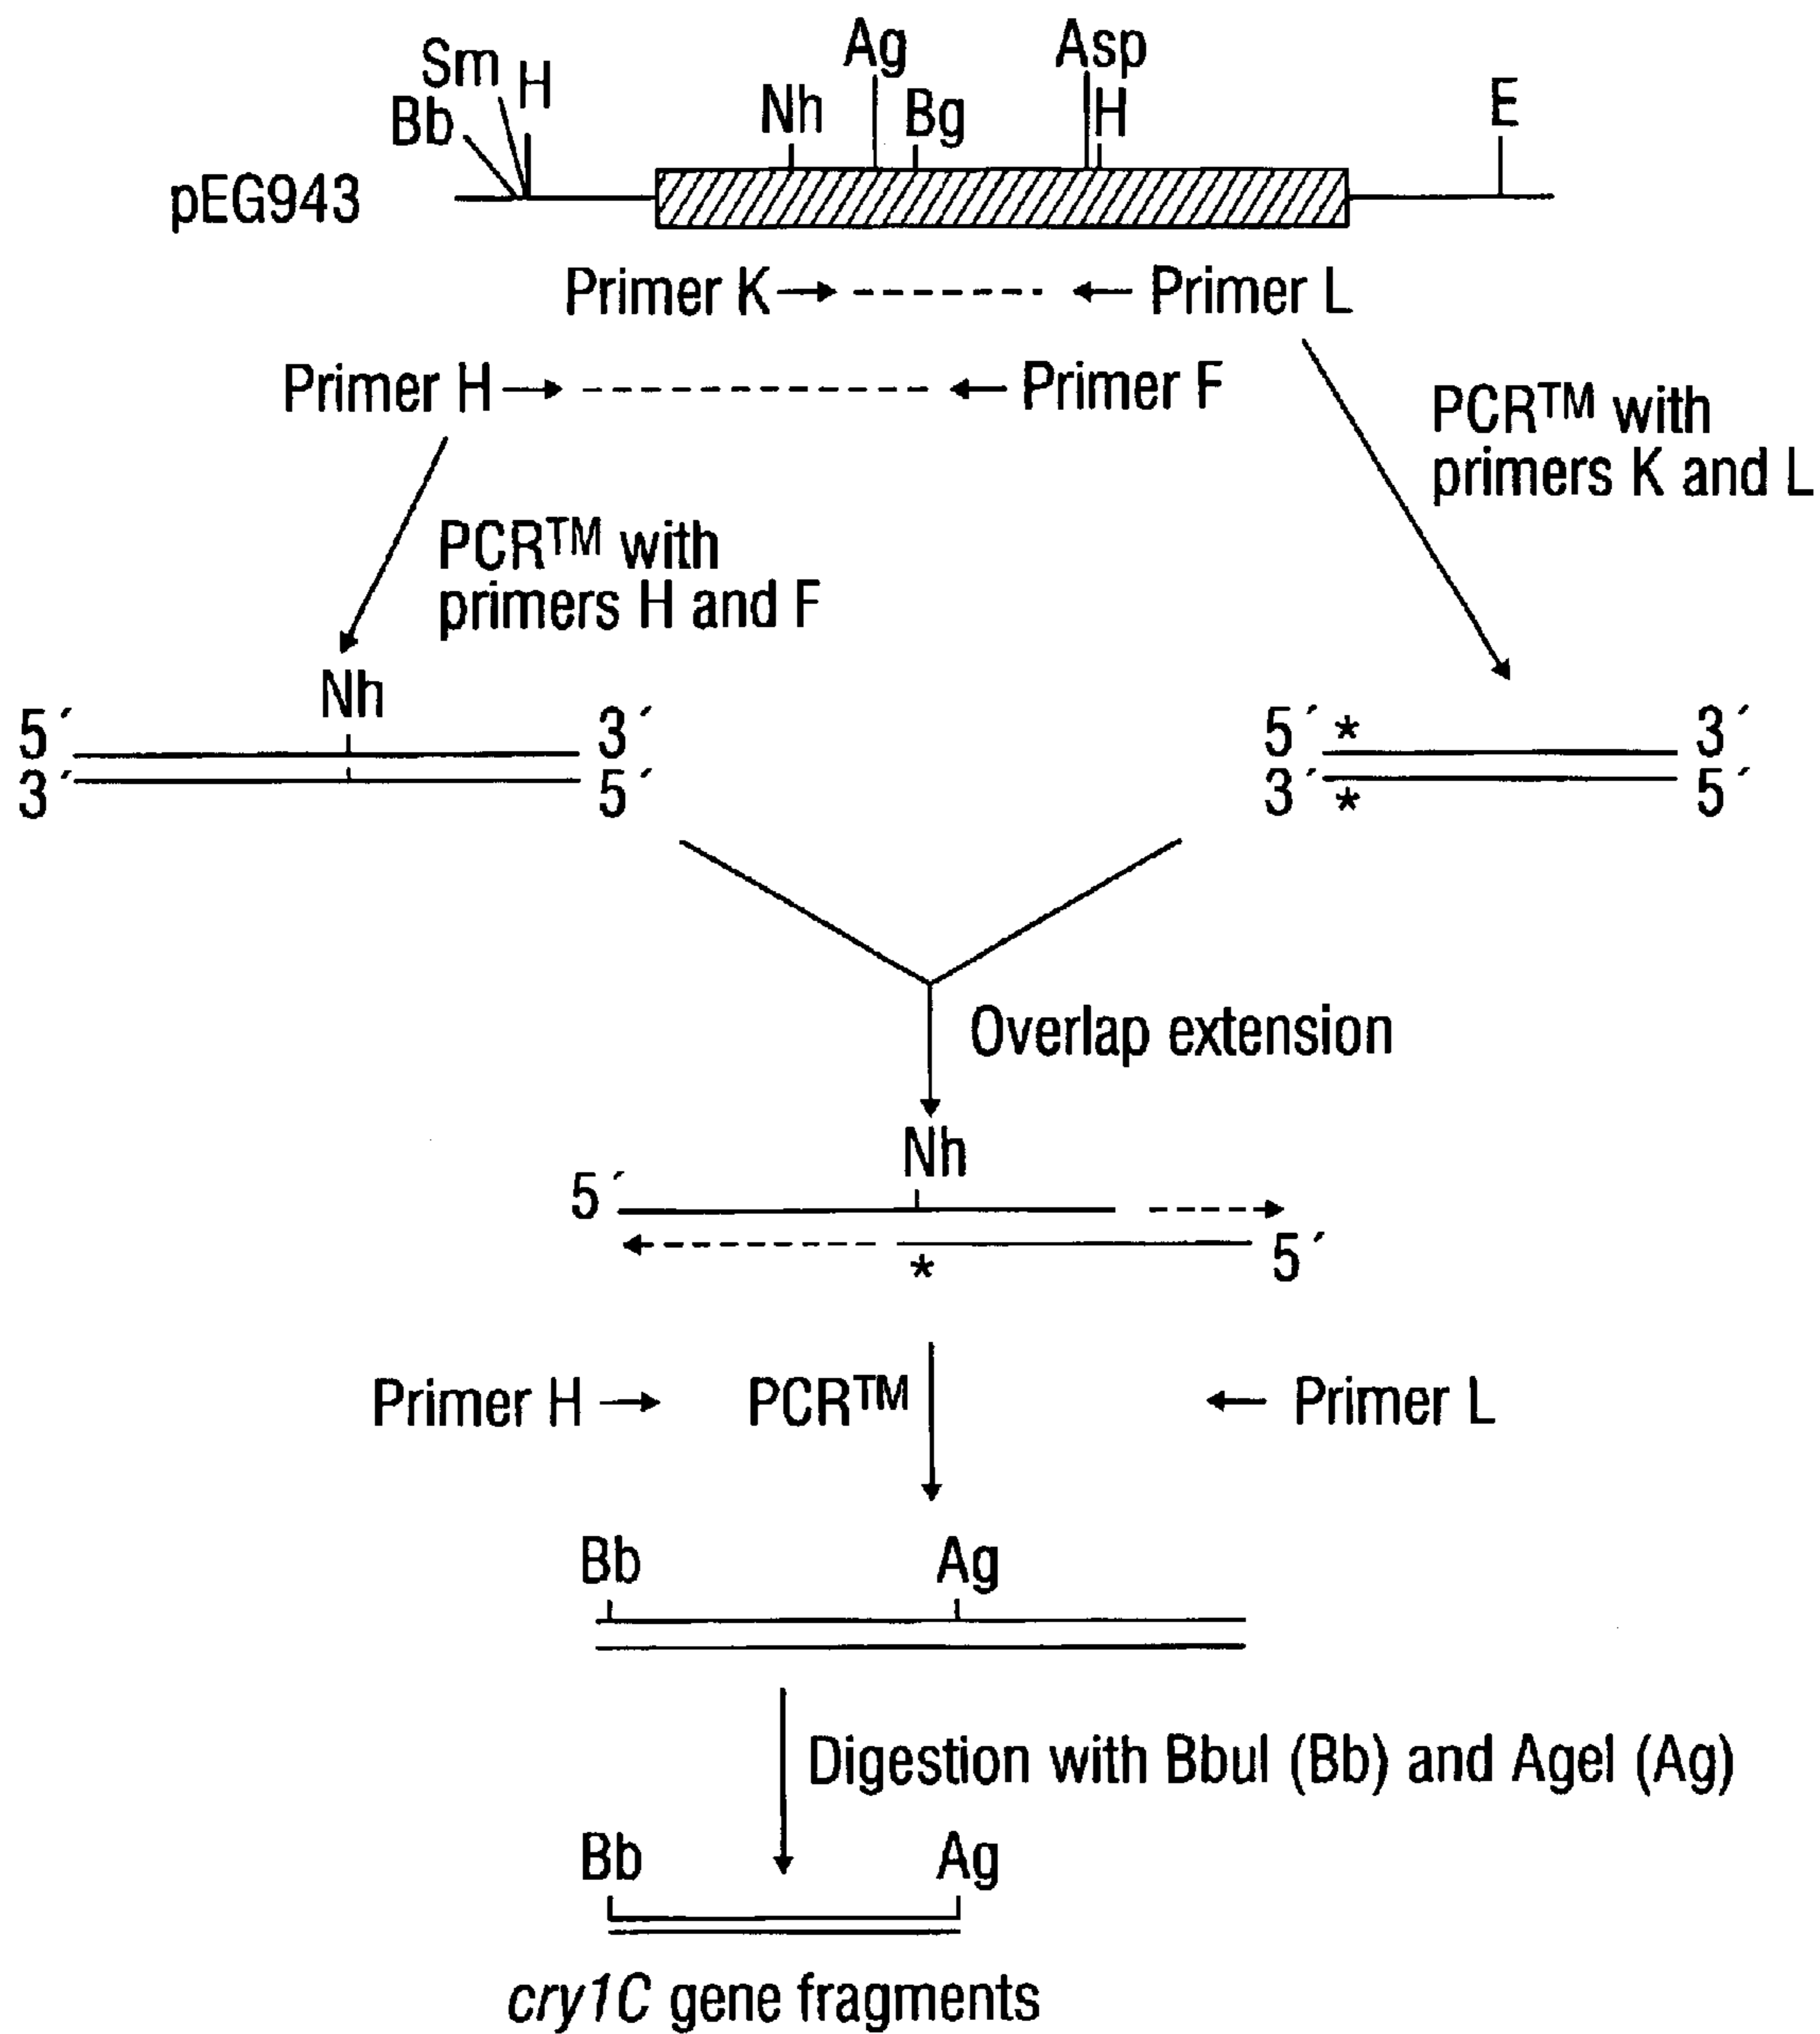 Sm H Ag Asp
Bb Nh Bg H E
pEG943
Primer K Primer L
Primer H Primer F
PCR™ with
primers K and L
PCR™ with
primers H and F
Nh
5´ 3´ 5´ * 3´
3´ 5´ 3´ * 5´
Overlap extension
Nh
5´
5´
*
Primer H PCR™ Primer L
Bb Ag
Digestion with BbuI (Bb) and AgeI (Ag)
Bb Ag
cry1C gene fragments